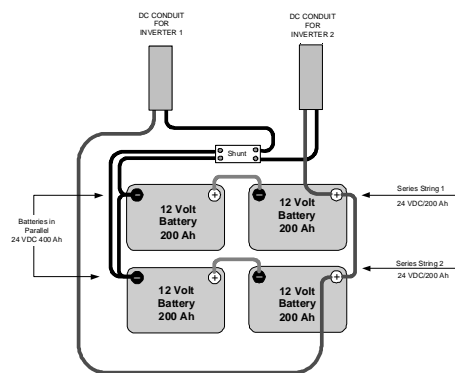 DC CONDUIT
FOR
INVERTER 1
DC CONDUIT
FOR
INVERTER 2
Shunt
12 Volt
Battery
200 Ah
12 Volt
Battery
200 Ah
Series String 1
24 VDC/200 Ah
Batteries in
Parallel
24 VDC 400 Ah
12 Volt
Battery
200 Ah
12 Volt
Battery
200 Ah
Series String 2
24 VDC/200 Ah